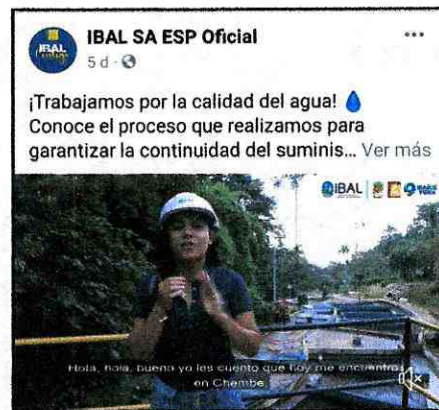 IBAL SA ESP Oficial
5 d
¡Trabajamos por la calidad del agua!
Conoce el proceso que realizamos para
garantizar la continuidad del suminis... Ver más
IBAL
Hola, hola, bueno yo les cuento que hoy me encuentro
en Chembe